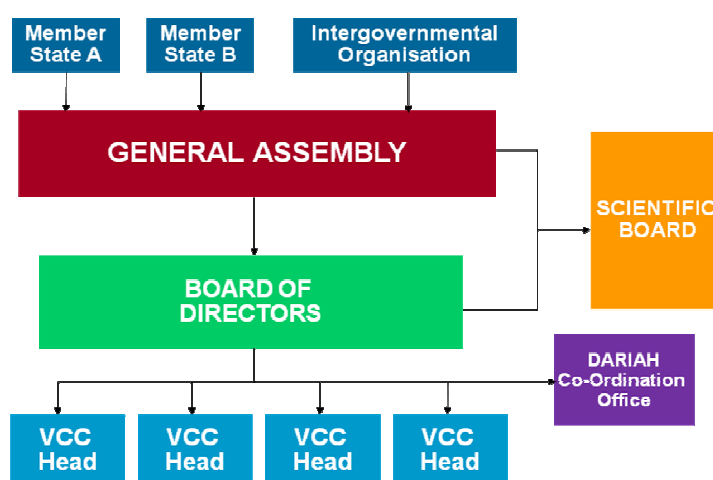 Member
State A
Member
State B
Intergovernmental
Organisation
GENERAL ASSEMBLY
SCIENTIFIC
BOARD
BOARD OF
DIRECTORS
DARIAH
Co-Ordination
Office
VCC
Head
VCC
Head
VCC
Head
VCC
Head